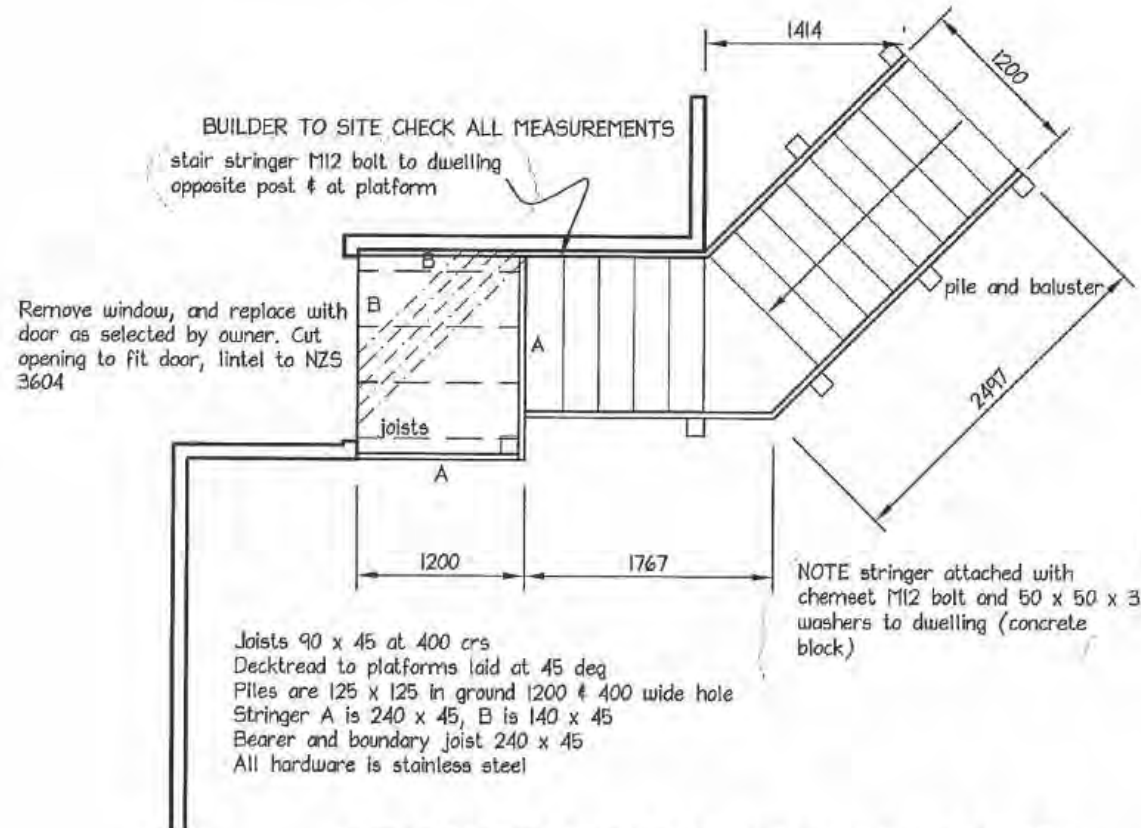 1414
1200
BUILDER TO SITE CHECK ALL MEASUREMENTS
stair stringer M12 bolt to dwelling
opposite post & at platform
B
B
A
Remove window, and replace with
door as selected by owner. Cut
opening to fit door, lintel to NZS
3604
pile and baluster
2497
joists
A
1200
1767
NOTE stringer attached with
chemset M12 bolt and 50 x 50 x 3
washers to dwelling (concrete
block)
Joists 90 x 45 at 400 crs
Decktread to platforms laid at 45 deg
Piles are 125 x 125 in ground 1200 & 400 wide hole
Stringer A is 240 x 45, B is 140 x 45
Bearer and boundary joist 240 x 45
All hardware is stainless steel